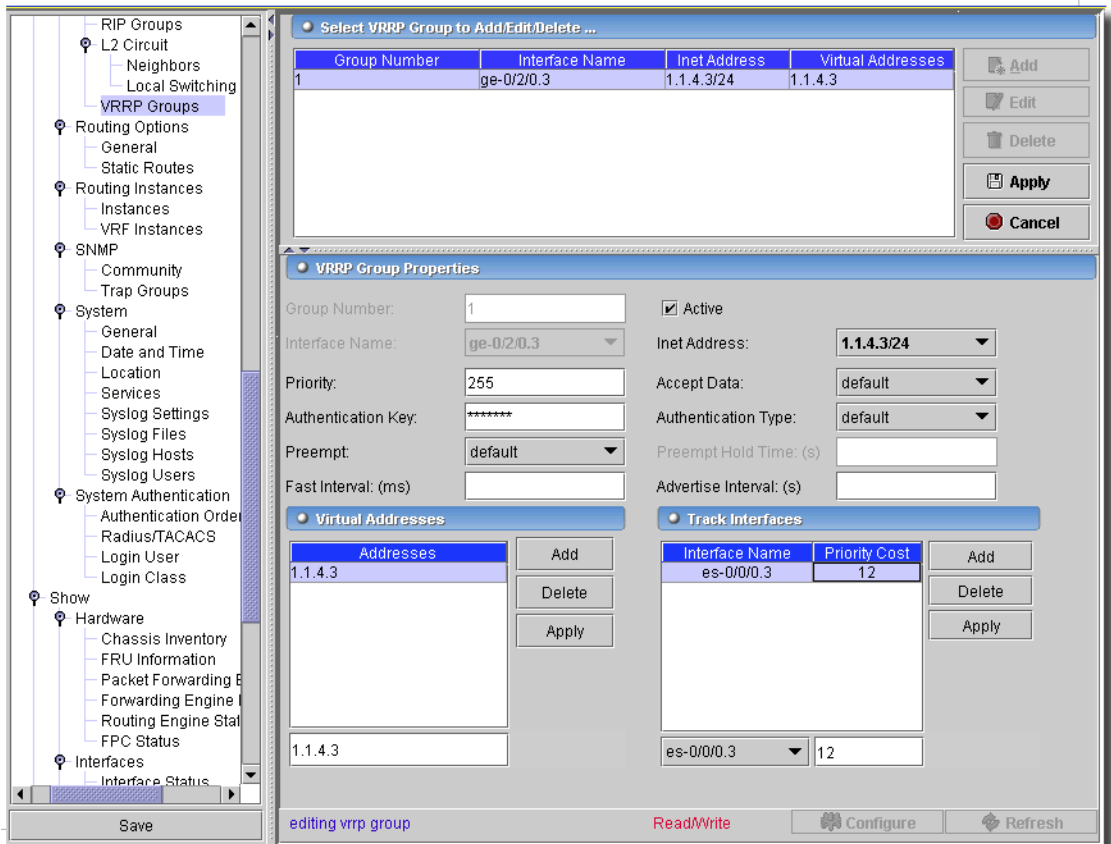 RIP Groups
L2 Circuit
Neighbors
Local Switching
VRRP Groups
Routing Options
General
Static Routes
Routing Instances
Instances
VRF Instances
SNMP
Community
Trap Groups
System
General
Date and Time
Location
Services
Syslog Settings
Syslog Files
Syslog Hosts
Syslog Users
System Authentication
Authentication Order
Radius/TACACS
Login User
Login Class
Show
Hardware
Chassis Inventory
FRU Information
Packet Forwarding E
Forwarding Engine
Routing Engine Stat
FPC Status
Interfaces
Interface Status
Save
Select VRRP Group to Add/Edit/Delete ...
Group Number Interface Name Inet Address Virtual Addresses
1 ge-0/2/0.3 1.1.4.3/24 1.1.4.3
Add
Edit
Delete
Apply
Cancel
VRRP Group Properties
Group Number: 1 Active
Interface Name: ge-0/2/0.3 Inet Address: 1.1.4.3/24
Priority: 255 Accept Data: default
Authentication Key: ******* Authentication Type: default
Preempt: default Preempt Hold Time: (s)
Fast Interval: (ms) Advertise Interval: (s)
Virtual Addresses
Addresses
1.1.4.3
Add
Delete
Apply
1.1.4.3
Track Interfaces
Interface Name Priority Cost
es-0/0/0.3 12
Add
Delete
Apply
es-0/0/0.3 12
editing vrrp group Read/Write Configure Refresh